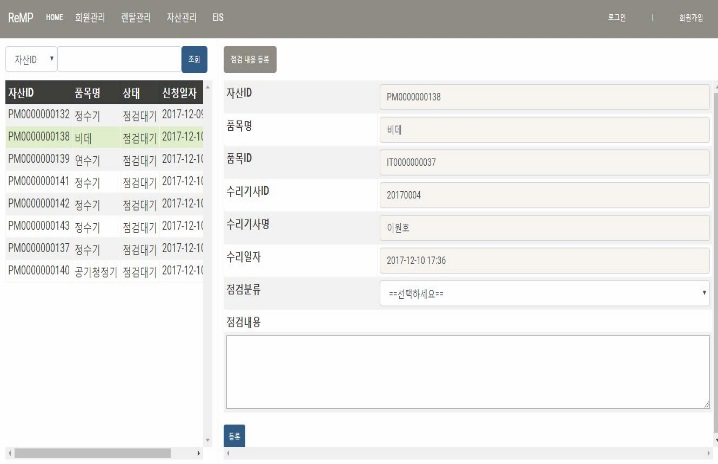 ReMP HOME 회원관리 렌탈관리 자산관리 EIS 로그인 | 회원가입
자산ID 조회
자산ID 품목명 상태 신청일자
PM0000000132 정수기 점검대기 2017-12-09
PM0000000138 비데 점검대기 2017-12-10
PM0000000139 연수기 점검대기 2017-12-10
PM0000000141 정수기 점검대기 2017-12-10
PM0000000142 정수기 점검대기 2017-12-10
PM0000000143 정수기 점검대기 2017-12-10
PM0000000137 정수기 점검대기 2017-12-10
PM0000000140 공기청정기 점검대기 2017-12-10
점검 내용 등록
자산ID PM0000000138
품목명 비데
품목ID IT0000000037
수리기사ID 20170004
수리기사명 이원호
수리일자 2017-12-10 17:36
점검분류 ==선택하세요==
점검내용
등록